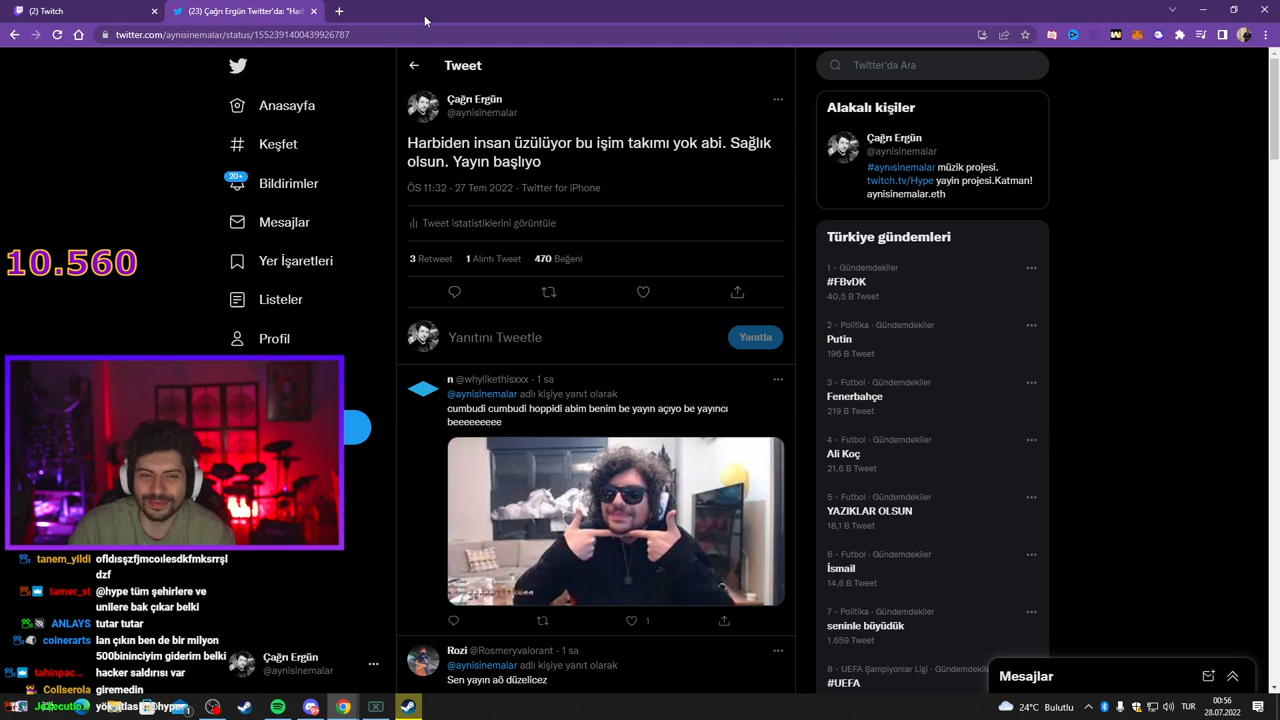 (2) Twitch
(23) Çağrı Ergün on Twitter: "Har
twitter.com/aynisinemalar/status/1552391400439926787
Anasayfa
Keşfet
20+
Bildirimler
Mesajlar
Yer İşaretleri
Listeler
Profil
10.560
Tweet
Çağrı Ergün
@aynisinemalar
Harbiden insan üzülüyor bu işim takımı yok abi. Sağlık
olsun. Yayın başlıyo
ÖS 11:32 · 27 Tem 2022 · Twitter for iPhone
Tweet istatistiklerini görüntüle
3 Retweet 1 Alıntı Tweet 470 Beğeni
Yanıtını Tweetle
Yanıtla
n @whylikethisxxx · 1 sa
@aynisinemalar adlı kişiye yanıt olarak
cumbudi cumbudi hoppidi abim benim be yayın açıyo be yayıncı
beeeeeeeee
1
Rozi @Rosmeryvalorant · 1 sa
@aynisinemalar adlı kişiye yanıt olarak
Sen yayın aö düzelicez
Twitter'da Ara
Alakalı kişiler
Çağrı Ergün
@aynisinemalar
#aynısinemalar müzik projesi.
twitch.tv/Hype yayin projesi.Katman!
aynisinemalar.eth
Türkiye gündemleri
1 · Gündemdekiler
#FBvDK
40,5 B Tweet
2 · Politika · Gündemdekiler
Putin
196 B Tweet
3 · Futbol · Gündemdekiler
Fenerbahçe
219 B Tweet
4 · Futbol · Gündemdekiler
Ali Koç
21,6 B Tweet
5 · Futbol · Gündemdekiler
YAZIKLAR OLSUN
18,1 B Tweet
6 · Futbol · Gündemdekiler
İsmail
14,6 B Tweet
7 · Politika · Gündemdekiler
seninle büyüdük
1.659 Tweet
8 · UEFA Şampiyonlar Ligi · Gündemdekile
#UEFA
Mesajlar
tanem_yildi ofldışşzfjmcoılesdkfmksrrşl
dzf
tamer_st @hype tüm şehirlere ve
unilere bak çıkar belki
ANLAYS tutar tutar
coinerarts lan çıkın ben de bir milyon
500bininciyim giderim belki
tahinpac... hacker saldırısı var
Collserola giremedin
yök atlas @hype
Çağrı Ergün
@aynisinemalar
24°C Bulutlu
TUR
00:56
28.07.2022